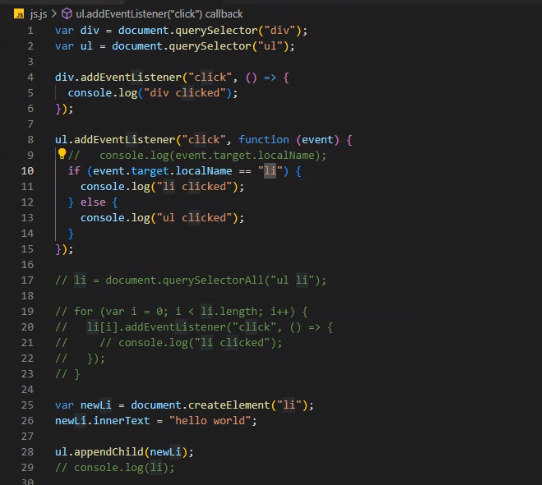 js.js > ul.addEventListener("click") callback
1 var div = document.querySelector("div");
2 var ul = document.querySelector("ul");
3
4 div.addEventListener("click", () => {
5   console.log("div clicked");
6 });
7
8 ul.addEventListener("click", function (event) {
9 //   console.log(event.target.localName);
10   if (event.target.localName == "li") {
11     console.log("li clicked");
12   } else {
13     console.log("ul clicked");
14   }
15 });
16
17 // li = document.querySelectorAll("ul li");
18
19 // for (var i = 0; i < li.length; i++) {
20 //   li[i].addEventListener("click", () => {
21 //     // console.log("li clicked");
22 //   });
23 // }
24
25 var newLi = document.createElement("li");
26 newLi.innerText = "hello world";
27
28 ul.appendChild(newLi);
29 // console.log(li);
30